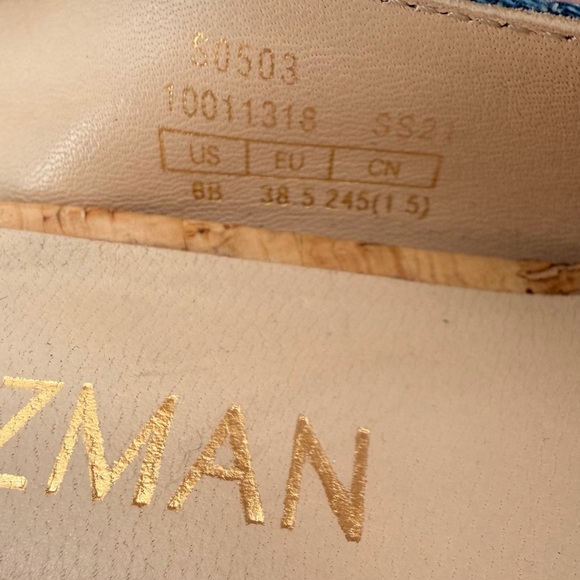 S0503
10011318 SS21
US EU CN
8B 38.5 245(1.5)
ZMAN